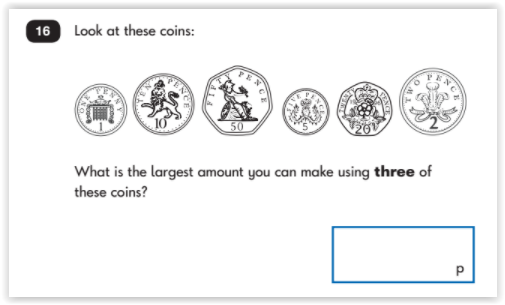 16 Look at these coins:
ONE PENNY 1
TEN PENCE 10
FIFTY PENCE 50
FIVE PENCE 5
TWENTY PENCE 20
TWO PENCE 2
What is the largest amount you can make using three of
these coins?
p